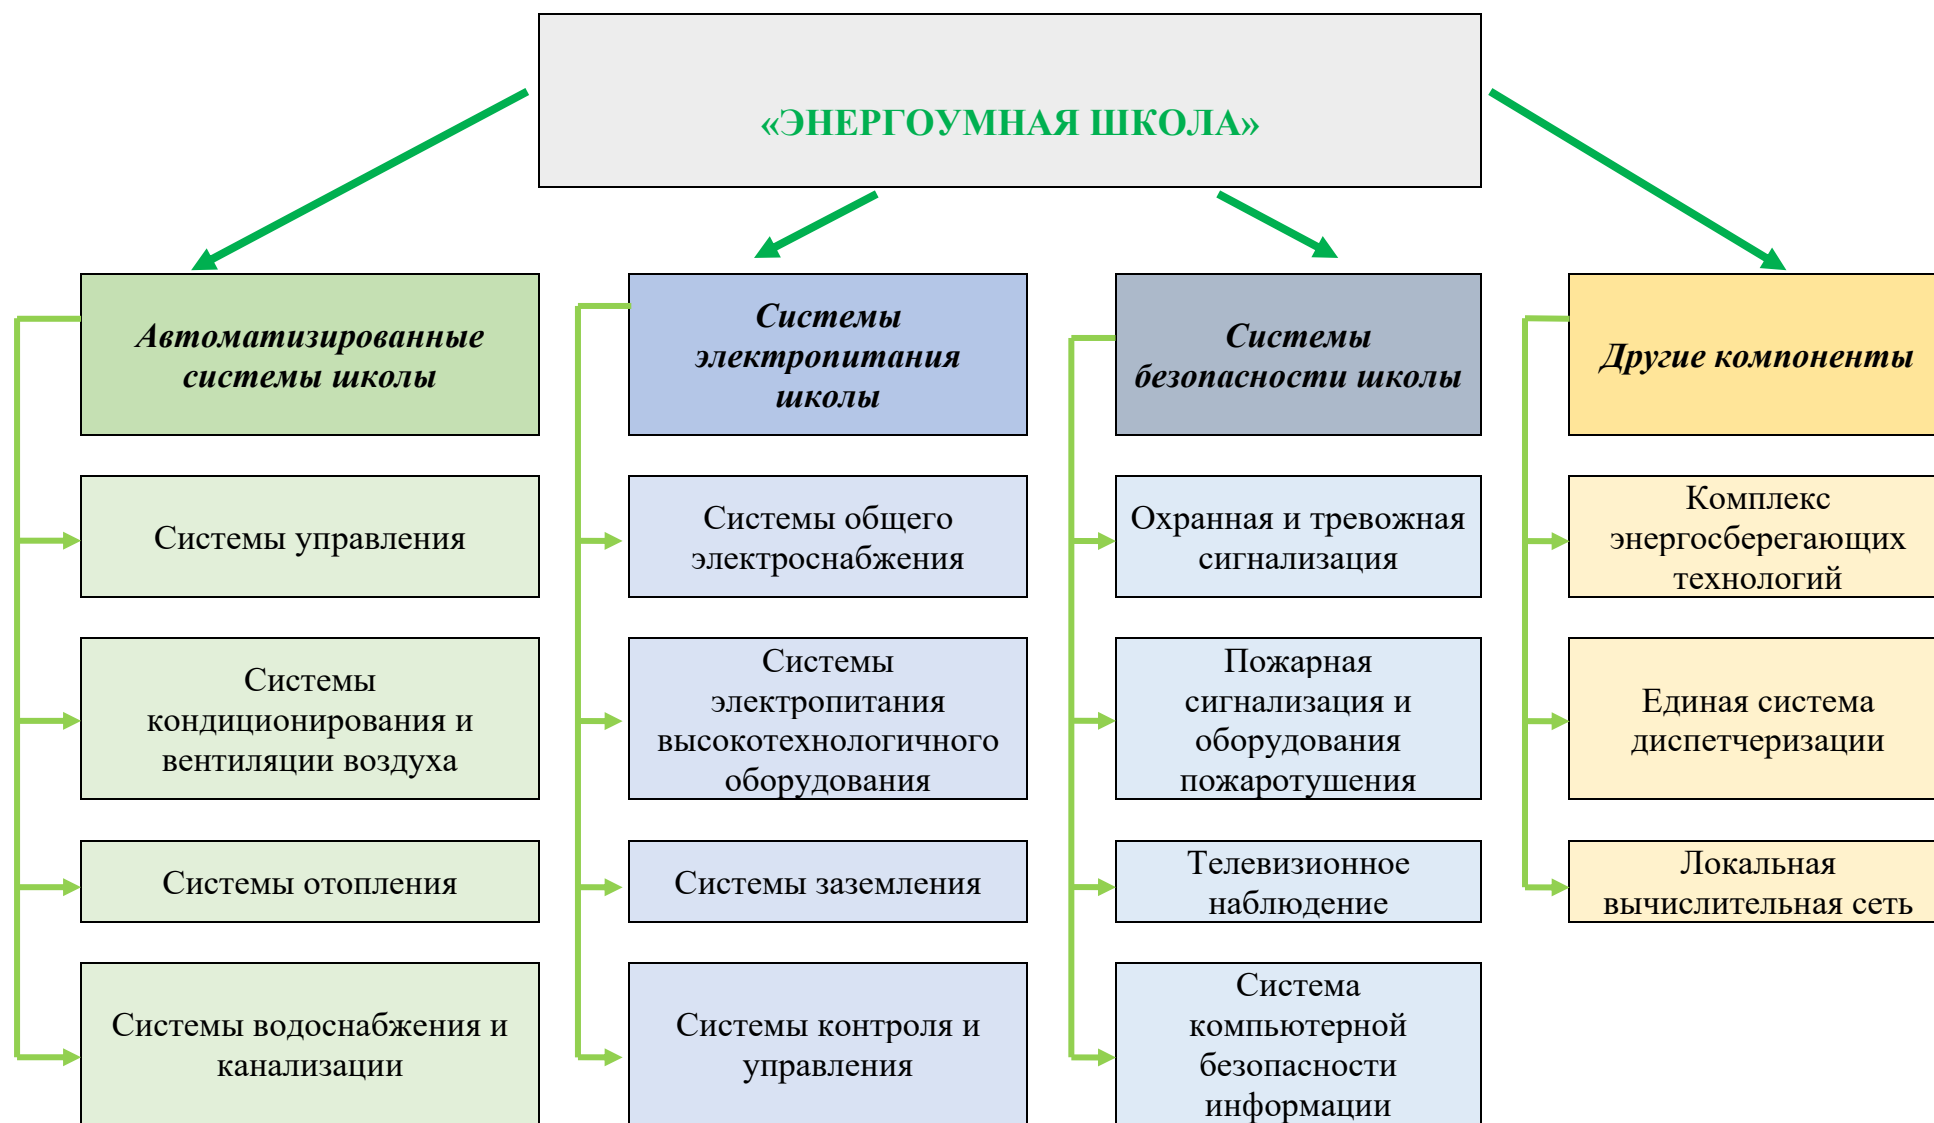 «ЭНЕРГОУМНАЯ ШКОЛА»
Автоматизированные
системы школы
Системы
электропитания
школы
Системы
безопасности школы
Другие компоненты
Системы управления
Системы общего
электроснабжения
Охранная и тревожная
сигнализация
Комплекс
энергосберегающих
технологий
Системы
кондиционирования и
вентиляции воздуха
Системы
электропитания
высокотехнологичного
оборудования
Пожарная
сигнализация и
оборудования
пожаротушения
Единая система
диспетчеризации
Системы отопления
Системы заземления
Телевизионное
наблюдение
Локальная
вычислительная сеть
Системы водоснабжения и
канализации
Системы контроля и
управления
Система
компьютерной
безопасности
информации